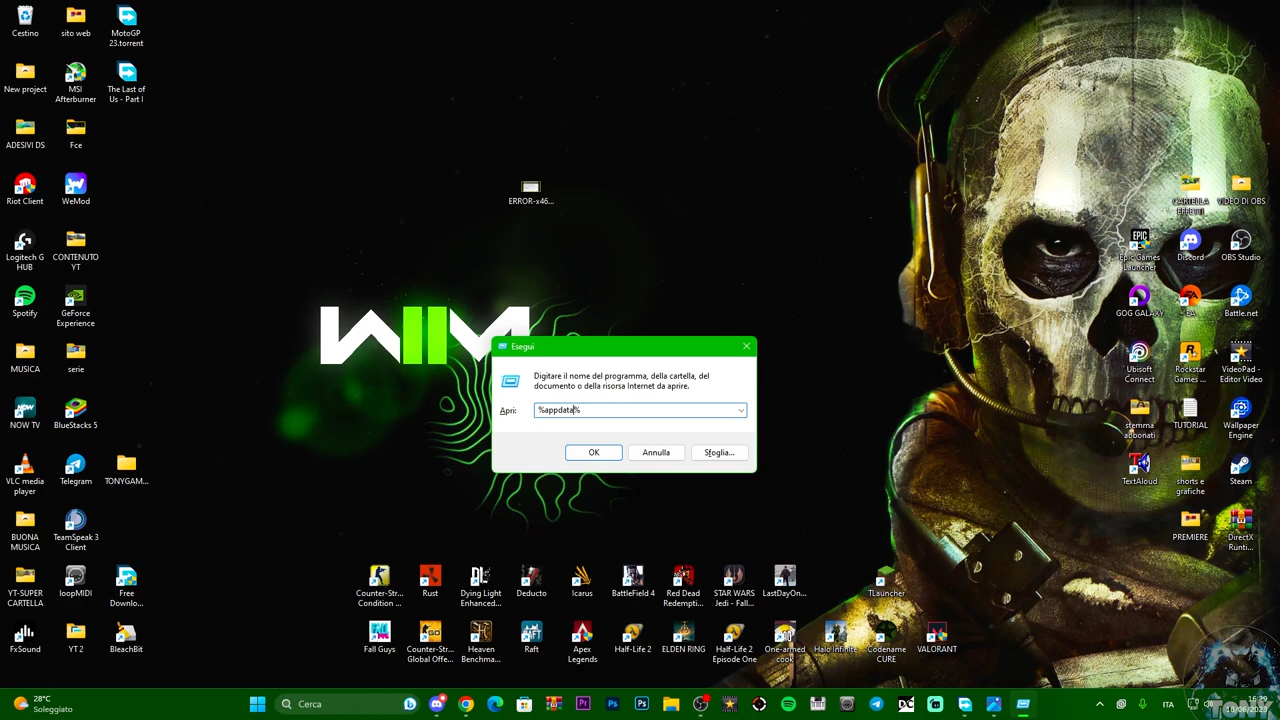 Cestino
sito web
MotoGP
23.torrent
New project
MSI
Afterburner
The Last of
Us - Part I
ADESIVI DS
Fce
Riot Client
WeMod
ERROR-x46...
Logitech G
HUB
CONTENUTO
YT
Spotify
GeForce
Experience
MUSICA
serie
NOW TV
BlueStacks 5
VLC media
player
Telegram
TONYGAM...
BUONA
MUSICA
TeamSpeak 3
Client
YT-SUPER
CARTELLA
loopMIDI
Free
Downlo...
FxSound
YT 2
BleachBit
WIIM
Esegui
Digitare il nome del programma, della cartella, del
documento o della risorsa Internet da aprire.
Apri:
%appdata%
OK
Annulla
Sfoglia...
CARTELLA
EFFETTI
VIDEO DI OBS
EPIC
Epic Games
Launcher
Discord
OBS Studio
GOG GALAXY
EA
Battle.net
Ubisoft
Connect
Rockstar
Games ...
VideoPad -
Editor Video
stemma
abbonati
TUTORIAL
Wallpaper
Engine
TextAloud
shorts e
grafiche
Steam
PREMIERE
DirectX
Runti...
Counter-Str...
Condition ...
Rust
Dying Light
Enhanced...
Deducto
Icarus
BattleField 4
Red Dead
Redempti...
STAR WARS
Jedi - Fall...
LastDayOn...
TLauncher
Fall Guys
Counter-Str...
Global Offe...
Heaven
Benchma...
Raft
Apex
Legends
Half-Life 2
ELDEN RING
Half-Life 2
Episode One
One-armed
cook
Halo Infinite
Codename
CURE
VALORANT
28°C
Soleggiato
Cerca
ITA
16:29
18/06/2023
TONY